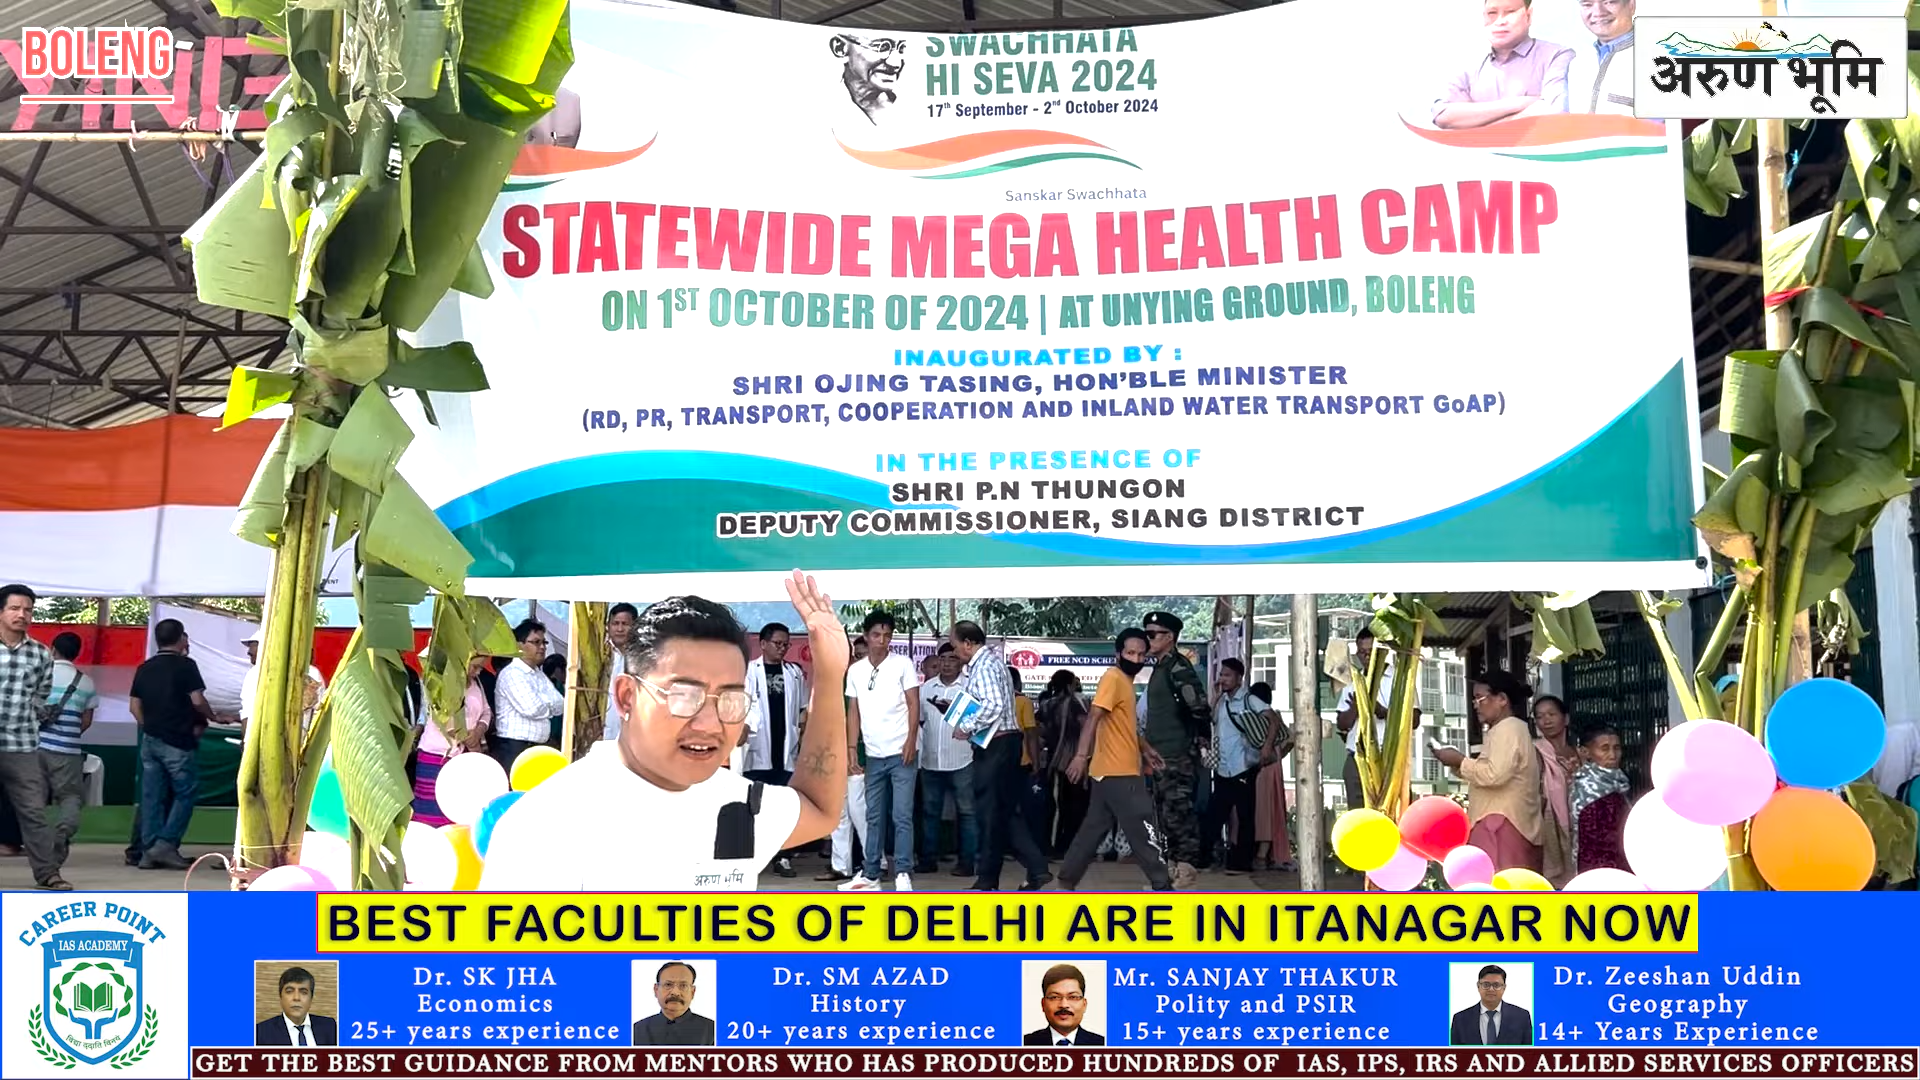 BOLENG
अरुण भूमि
SWACHHATA
HI SEVA 2024
17th September - 2nd October 2024
Sanskar Swachhata
STATEWIDE MEGA HEALTH CAMP
ON 1ST OCTOBER OF 2024 | AT UNYING GROUND, BOLENG
INAUGURATED BY :
SHRI OJING TASING, HON'BLE MINISTER
(RD, PR, TRANSPORT, COOPERATION AND INLAND WATER TRANSPORT GoAP)
IN THE PRESENCE OF
SHRI P.N THUNGON
DEPUTY COMMISSIONER, SIANG DISTRICT
FREE NCD
अरुण भूमि
CAREER POINT
IAS ACADEMY
BEST FACULTIES OF DELHI ARE IN ITANAGAR NOW
Dr. SK JHA
Economics
25+ years experience
Dr. SM AZAD
History
20+ years experience
Mr. SANJAY THAKUR
Polity and PSIR
15+ years experience
Dr. Zeeshan Uddin
Geography
14+ Years Experience
GET THE BEST GUIDANCE FROM MENTORS WHO HAS PRODUCED HUNDREDS OF IAS, IPS, IRS AND ALLIED SERVICES OFFICERS